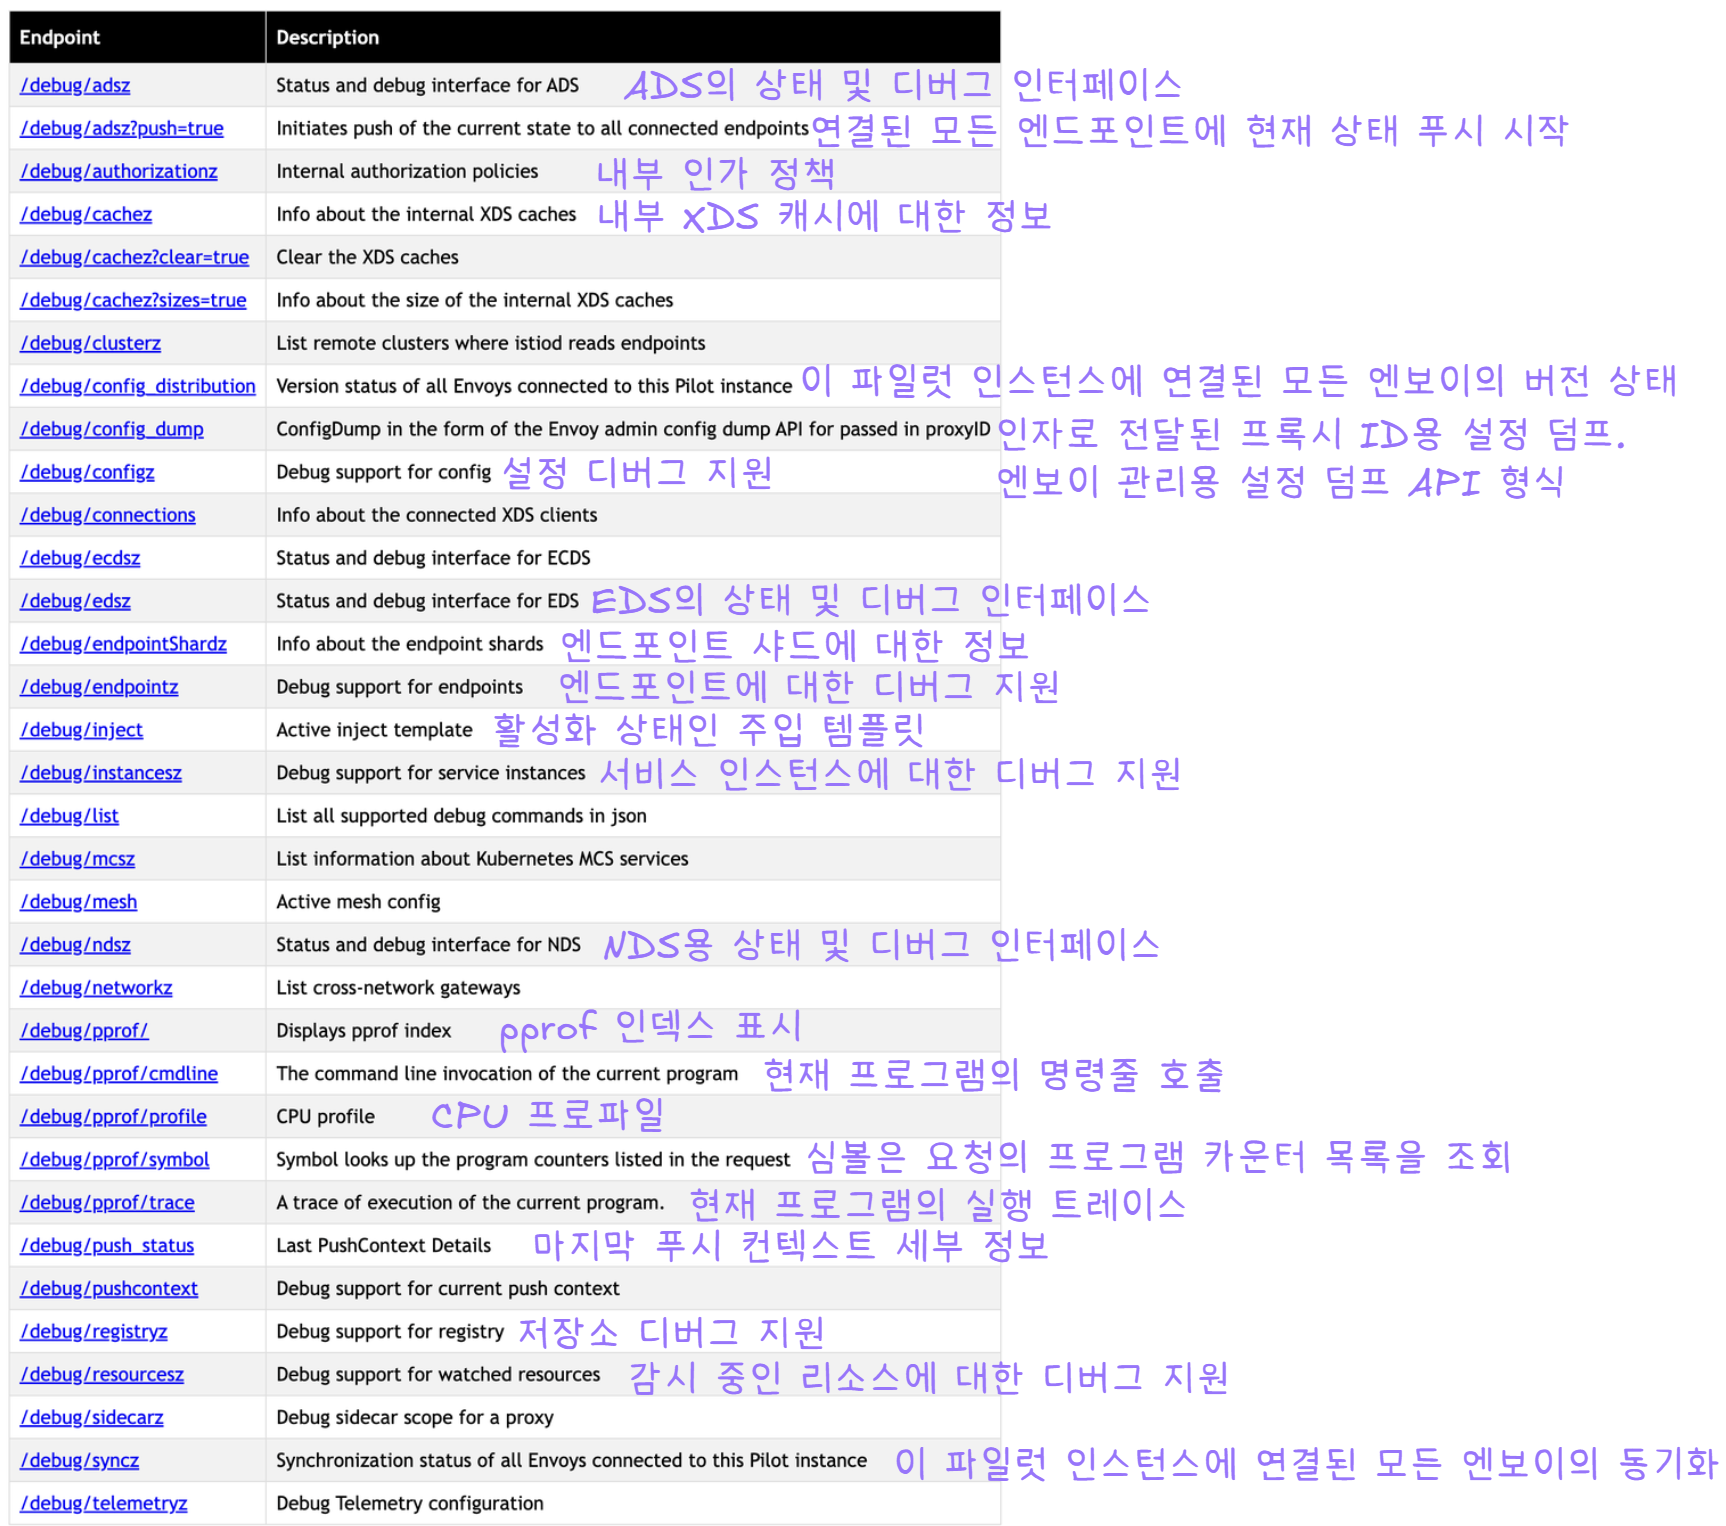 Endpoint Description
/debug/adsz Status and debug interface for ADS ADS의 상태 및 디버그 인터페이스
/debug/adsz?push=true Initiates push of the current state to all connected endpoints 연결된 모든 엔드포인트에 현재 상태 푸시 시작
/debug/authorizationz Internal authorization policies 내부 인가 정책
/debug/cachez Info about the internal XDS caches 내부 XDS 캐시에 대한 정보
/debug/cachez?clear=true Clear the XDS caches
/debug/cachez?sizes=true Info about the size of the internal XDS caches
/debug/clusterz List remote clusters where istiod reads endpoints
/debug/config_distribution Version status of all Envoys connected to this Pilot instance 이 파일럿 인스턴스에 연결된 모든 엔보이의 버전 상태
/debug/config_dump ConfigDump in the form of the Envoy admin config dump API for passed in proxyID 인자로 전달된 프록시 ID용 설정 덤프.
/debug/configz Debug support for config 설정 디버그 지원 엔보이 관리용 설정 덤프 API 형식
/debug/connections Info about the connected XDS clients
/debug/ecdsz Status and debug interface for ECDS
/debug/edsz Status and debug interface for EDS EDS의 상태 및 디버그 인터페이스
/debug/endpointShardz Info about the endpoint shards 엔드포인트 샤드에 대한 정보
/debug/endpointz Debug support for endpoints 엔드포인트에 대한 디버그 지원
/debug/inject Active inject template 활성화 상태인 주입 템플릿
/debug/instancesz Debug support for service instances 서비스 인스턴스에 대한 디버그 지원
/debug/list List all supported debug commands in json
/debug/mcsz List information about Kubernetes MCS services
/debug/mesh Active mesh config
/debug/ndsz Status and debug interface for NDS NDS용 상태 및 디버그 인터페이스
/debug/networkz List cross-network gateways
/debug/pprof/ Displays pprof index pprof 인덱스 표시
/debug/pprof/cmdline The command line invocation of the current program 현재 프로그램의 명령줄 호출
/debug/pprof/profile CPU profile CPU 프로파일
/debug/pprof/symbol Symbol looks up the program counters listed in the request 심볼은 요청의 프로그램 카운터 목록을 조회
/debug/pprof/trace A trace of execution of the current program. 현재 프로그램의 실행 트레이스
/debug/push_status Last PushContext Details 마지막 푸시 컨텍스트 세부 정보
/debug/pushcontext Debug support for current push context
/debug/registryz Debug support for registry 저장소 디버그 지원
/debug/resourcesz Debug support for watched resources 감시 중인 리소스에 대한 디버그 지원
/debug/sidecarz Debug sidecar scope for a proxy
/debug/syncz Synchronization status of all Envoys connected to this Pilot instance 이 파일럿 인스턴스에 연결된 모든 엔보이의 동기화
/debug/telemetryz Debug Telemetry configuration